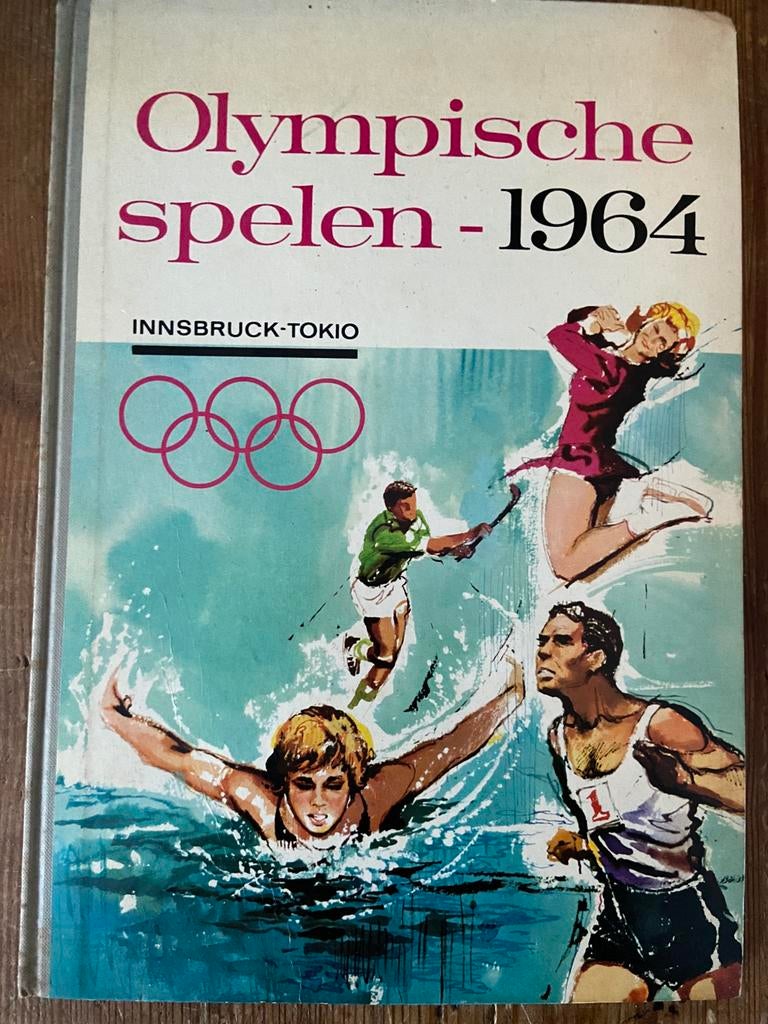 Olympische
spelen - 1964
INNSBRUCK-TOKIO
1